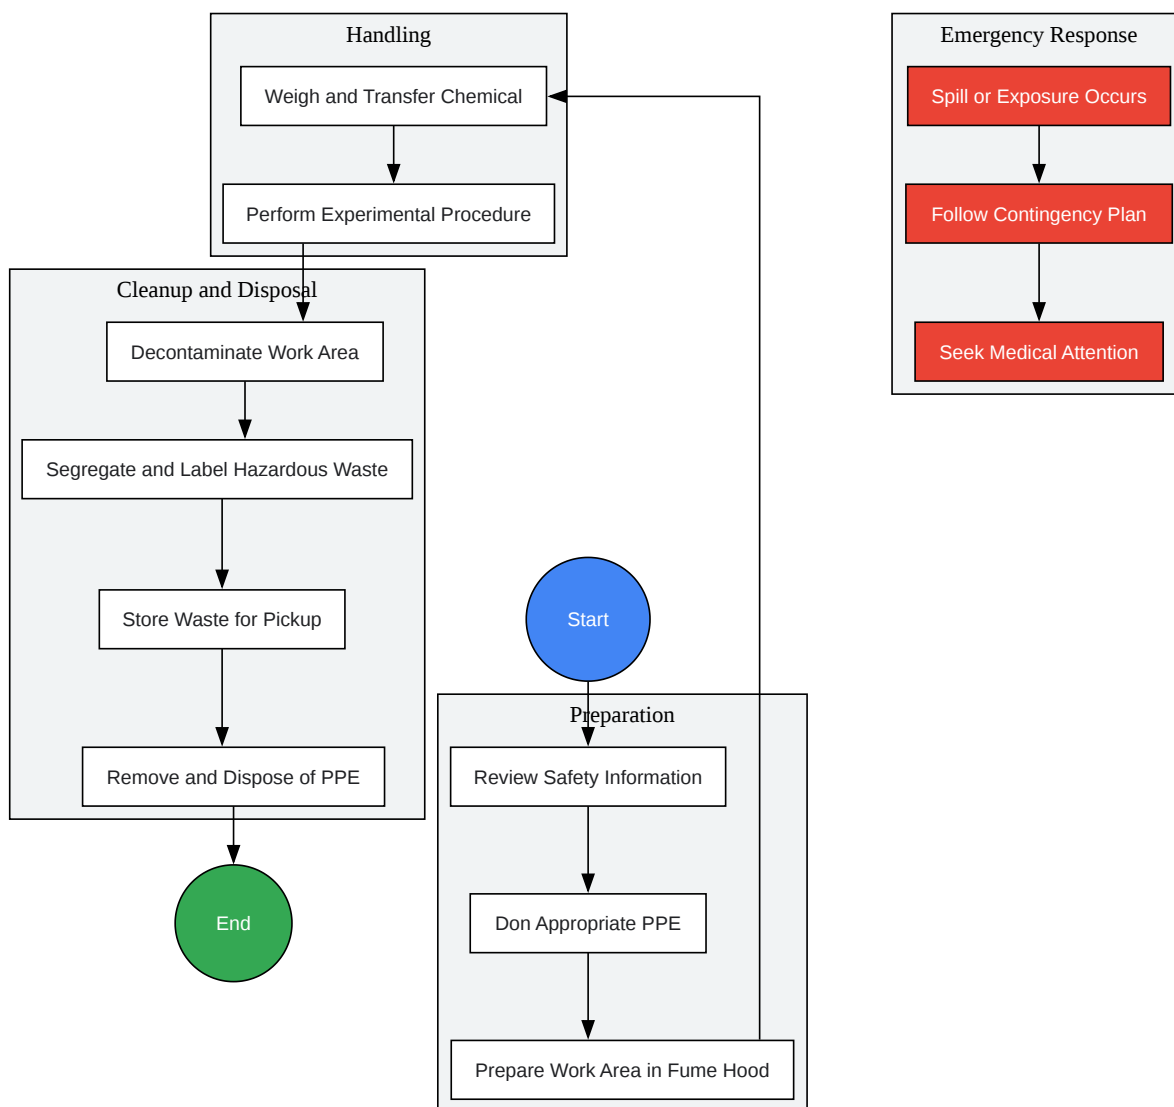 Handling
Weigh and Transfer Chemical
Perform Experimental Procedure
Cleanup and Disposal
Decontaminate Work Area
Segregate and Label Hazardous Waste
Store Waste for Pickup
Remove and Dispose of PPE
End
Start
Preparation
Review Safety Information
Don Appropriate PPE
Prepare Work Area in Fume Hood
Emergency Response
Spill or Exposure Occurs
Follow Contingency Plan
Seek Medical Attention